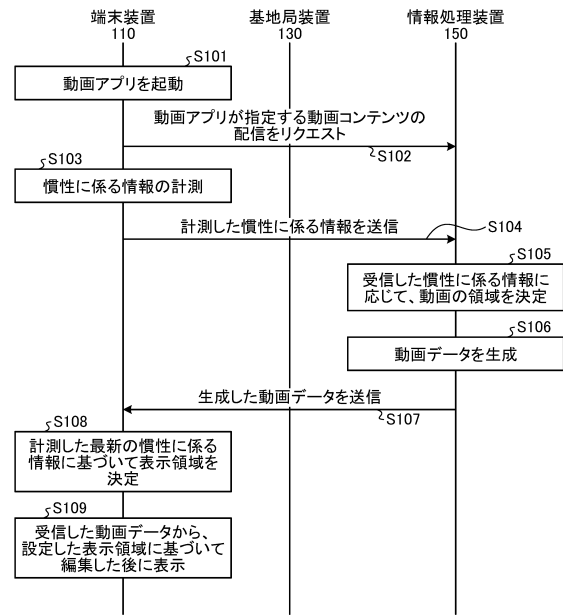 端末装置
110
基地局装置
130
情報処理装置
150
S101
動画アプリを起動
動画アプリが指定する動画コンテンツの
配信をリクエスト
S102
S103
慣性に係る情報の計測
計測した慣性に係る情報を送信
S104
S105
受信した慣性に係る情報に
応じて、動画の領域を決定
S106
動画データを生成
生成した動画データを送信
S107
S108
計測した最新の慣性に係る
情報に基づいて表示領域を
決定
S109
受信した動画データから、
設定した表示領域に基づいて
編集した後に表示